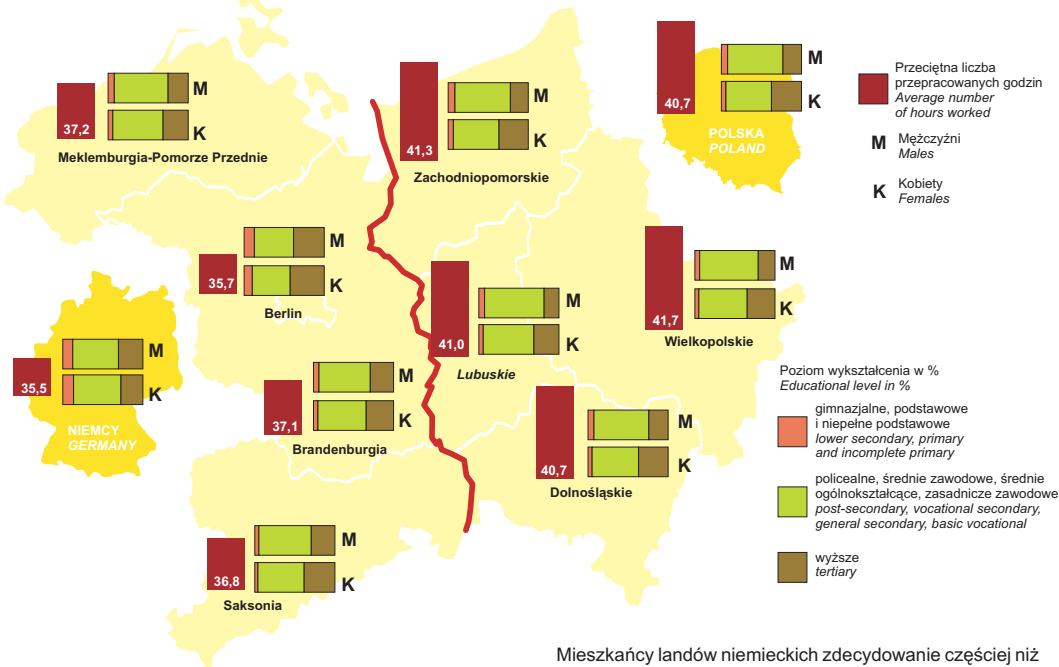 37,2
M
K
Meklemburgia-Pomorze Przednie
41,3
M
K
Zachodniopomorskie
40,7
M
K
POLSKA
POLAND
Przeciętna liczba
przepracowanych godzin
Average number
of hours worked
M Mężczyźni
Males
K Kobiety
Females
35,7
M
K
Berlin
41,0
M
K
Lubuskie
41,7
M
K
Wielkopolskie
35,5
M
K
NIEMCY
GERMANY
37,1
M
K
Brandenburgia
40,7
M
K
Dolnośląskie
36,8
M
K
Saksonia
Poziom wykształcenia w %
Educational level in %
gimnazjalne, podstawowe
i niepełne podstawowe
lower secondary, primary
and incomplete primary
policealne, średnie zawodowe, średnie
ogólnokształcące, zasadnicze zawodowe
post-secondary, vocational secondary,
general secondary, basic vocational
wyższe
tertiary
Mieszkańcy landów niemieckich zdecydowanie częściej niż